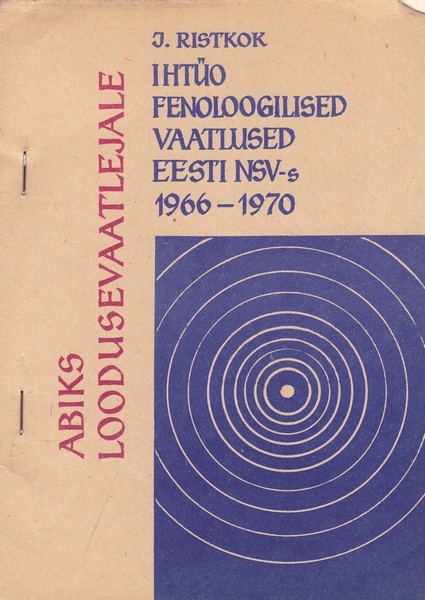 J. RISTKOK
IHTÜO
FENOLOOGILISED
VAATLUSED
EESTI NSV-s
1966-1970
ABIKS
LOODUSEVAATLEJALE